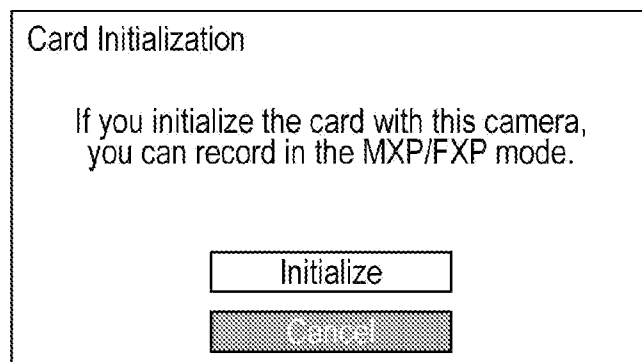 Card Initialization
If you initialize the card with this camera,
you can record in the MXP/FXP mode.
Initialize
Cancel